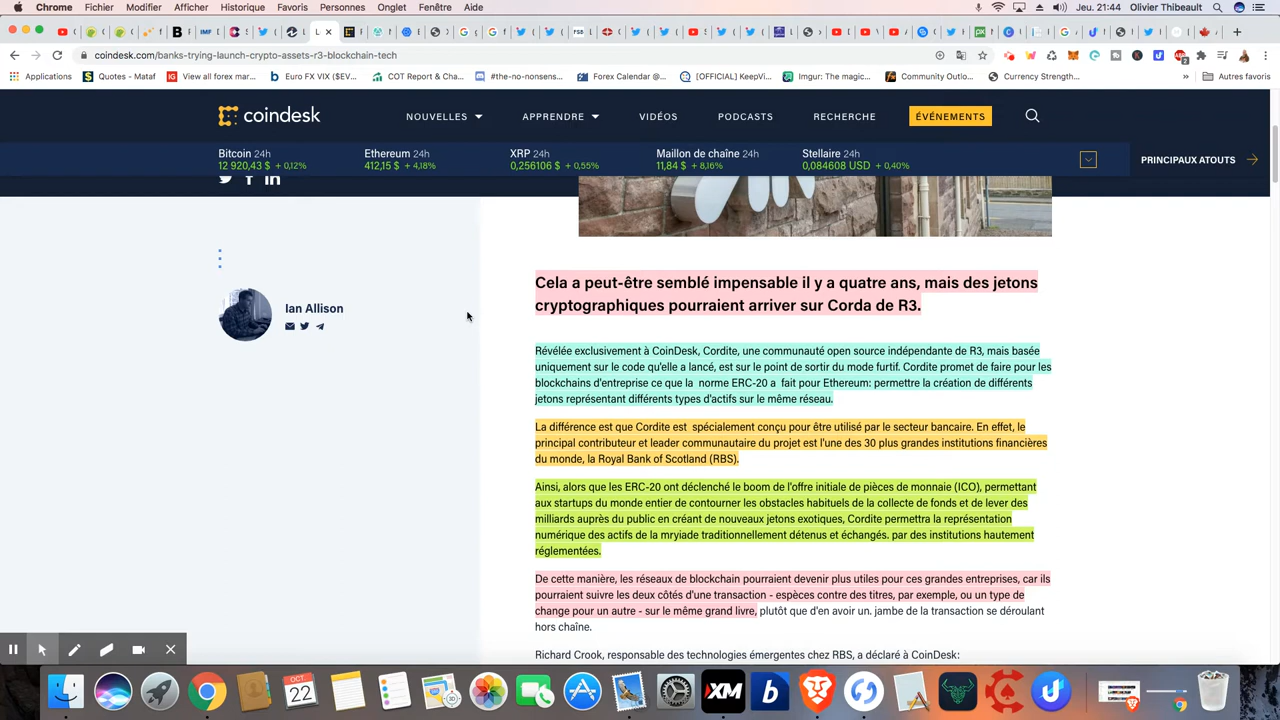 Chrome Fichier Modifier Afficher Historique Favoris Personnes Onglet Fenêtre Aide Jeu. 21:44 Olivier Thibeault
coindesk.com/banks-trying-launch-crypto-assets-r3-blockchain-tech
Applications Quotes - Mataf View all forex mark... Euro FX VIX ($EV... COT Report & Cha... #the-no-nonsens... Forex Calendar @... [OFFICIAL] KeepVi... Imgur: The magic... Community Outlo... Currency Strength... » Autres favoris
coindesk NOUVELLES APPRENDRE VIDÉOS PODCASTS RECHERCHE ÉVÉNEMENTS
Bitcoin 24h Ethereum 24h XRP 24h Maillon de chaîne 24h Stellaire 24h
12 920,43 $ + 0,12% 412,15 $ + 4,18% 0,256106 $ + 0,55% 11,84 $ + 8,16% 0,084608 USD + 0,40%
PRINCIPAUX ATOUTS
Cela a peut-être semblé impensable il y a quatre ans, mais des jetons
cryptographiques pourraient arriver sur Corda de R3.
Ian Allison
Révélée exclusivement à CoinDesk, Cordite, une communauté open source indépendante de R3, mais basée
uniquement sur le code qu'elle a lancé, est sur le point de sortir du mode furtif. Cordite promet de faire pour les
blockchains d'entreprise ce que la norme ERC-20 a fait pour Ethereum: permettre la création de différents
jetons représentant différents types d'actifs sur le même réseau.
La différence est que Cordite est spécialement conçu pour être utilisé par le secteur bancaire. En effet, le
principal contributeur et leader communautaire du projet est l'une des 30 plus grandes institutions financières
du monde, la Royal Bank of Scotland (RBS).
Ainsi, alors que les ERC-20 ont déclenché le boom de l'offre initiale de pièces de monnaie (ICO), permettant
aux startups du monde entier de contourner les obstacles habituels de la collecte de fonds et de lever des
milliards auprès du public en créant de nouveaux jetons exotiques, Cordite permettra la représentation
numérique des actifs de la mryiade traditionnellement détenus et échangés. par des institutions hautement
réglementées.
De cette manière, les réseaux de blockchain pourraient devenir plus utiles pour ces grandes entreprises, car ils
pourraient suivre les deux côtés d'une transaction - espèces contre des titres, par exemple, ou un type de
change pour un autre - sur le même grand livre, plutôt que d'en avoir un. jambe de la transaction se déroulant
hors chaîne.
Richard Crook, responsable des technologies émergentes chez RBS, a déclaré à CoinDesk:
OCT.
22
XM
b